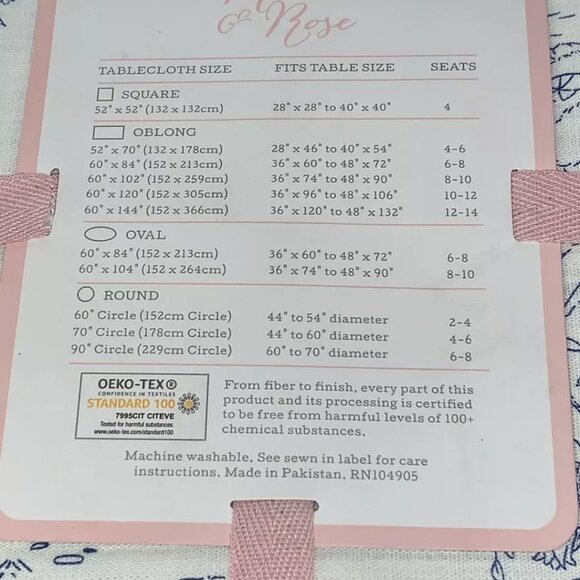 & Rose
TABLECLOTH SIZE FITS TABLE SIZE SEATS
SQUARE
52" x 52" (132 x 132cm) 28" x 28" to 40" x 40" 4
OBLONG
52" x 70" (132 x 178cm) 28" x 46" to 40" x 54" 4-6
60" x 84" (152 x 213cm) 36" x 60" to 48" x 72" 6-8
60" x 102" (152 x 259cm) 36" x 74" to 48" x 90" 8-10
60" x 120" (152 x 305cm) 36" x 96" to 48" x 106" 10-12
60" x 144" (152 x 366cm) 36" x 120" to 48" x 132" 12-14
OVAL
60" x 84" (152 x 213cm) 36" x 60" to 48" x 72" 6-8
60" x 104" (152 x 264cm) 36" x 74" to 48" x 90" 8-10
ROUND
60" Circle (152cm Circle) 44" to 54" diameter 2-4
70" Circle (178cm Circle) 44" to 60" diameter 4-6
90" Circle (229cm Circle) 60" to 70" diameter 6-8
OEKO-TEX®
CONFIDENCE IN TEXTILES
STANDARD 100
7995CIT CITEVE
Tested for harmful substances.
www.oeko-tex.com/standard100
From fiber to finish, every part of this
product and its processing is certified
to be free from harmful levels of 100+
chemical substances.
Machine washable. See sewn in label for care
instructions. Made in Pakistan. RN104905